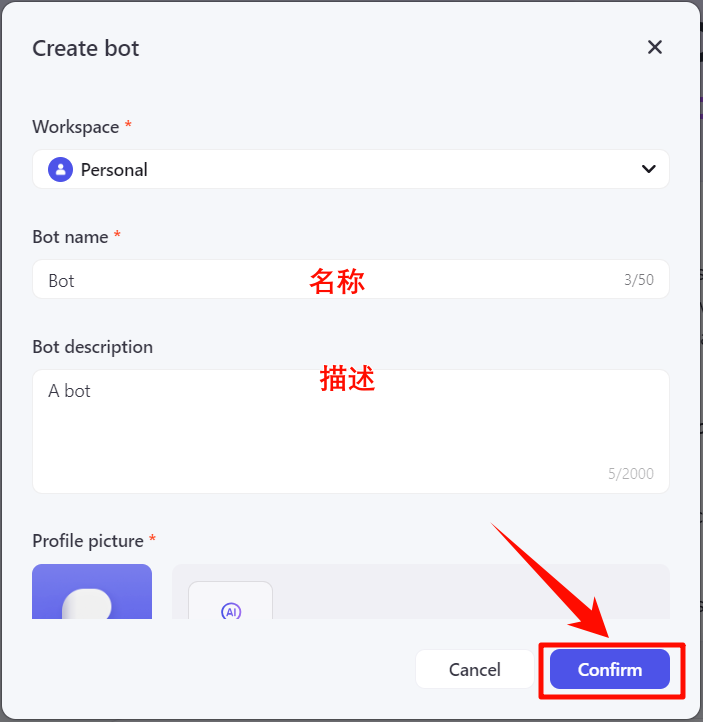 Create bot
Workspace *
Personal
Bot name *
Bot 名称 3/50
Bot description
描述
A bot
5/2000
Profile picture *
AI
Cancel Confirm